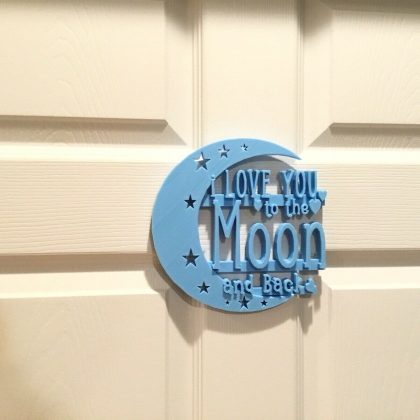 i LOVE YOU
to the
Moon
and Back